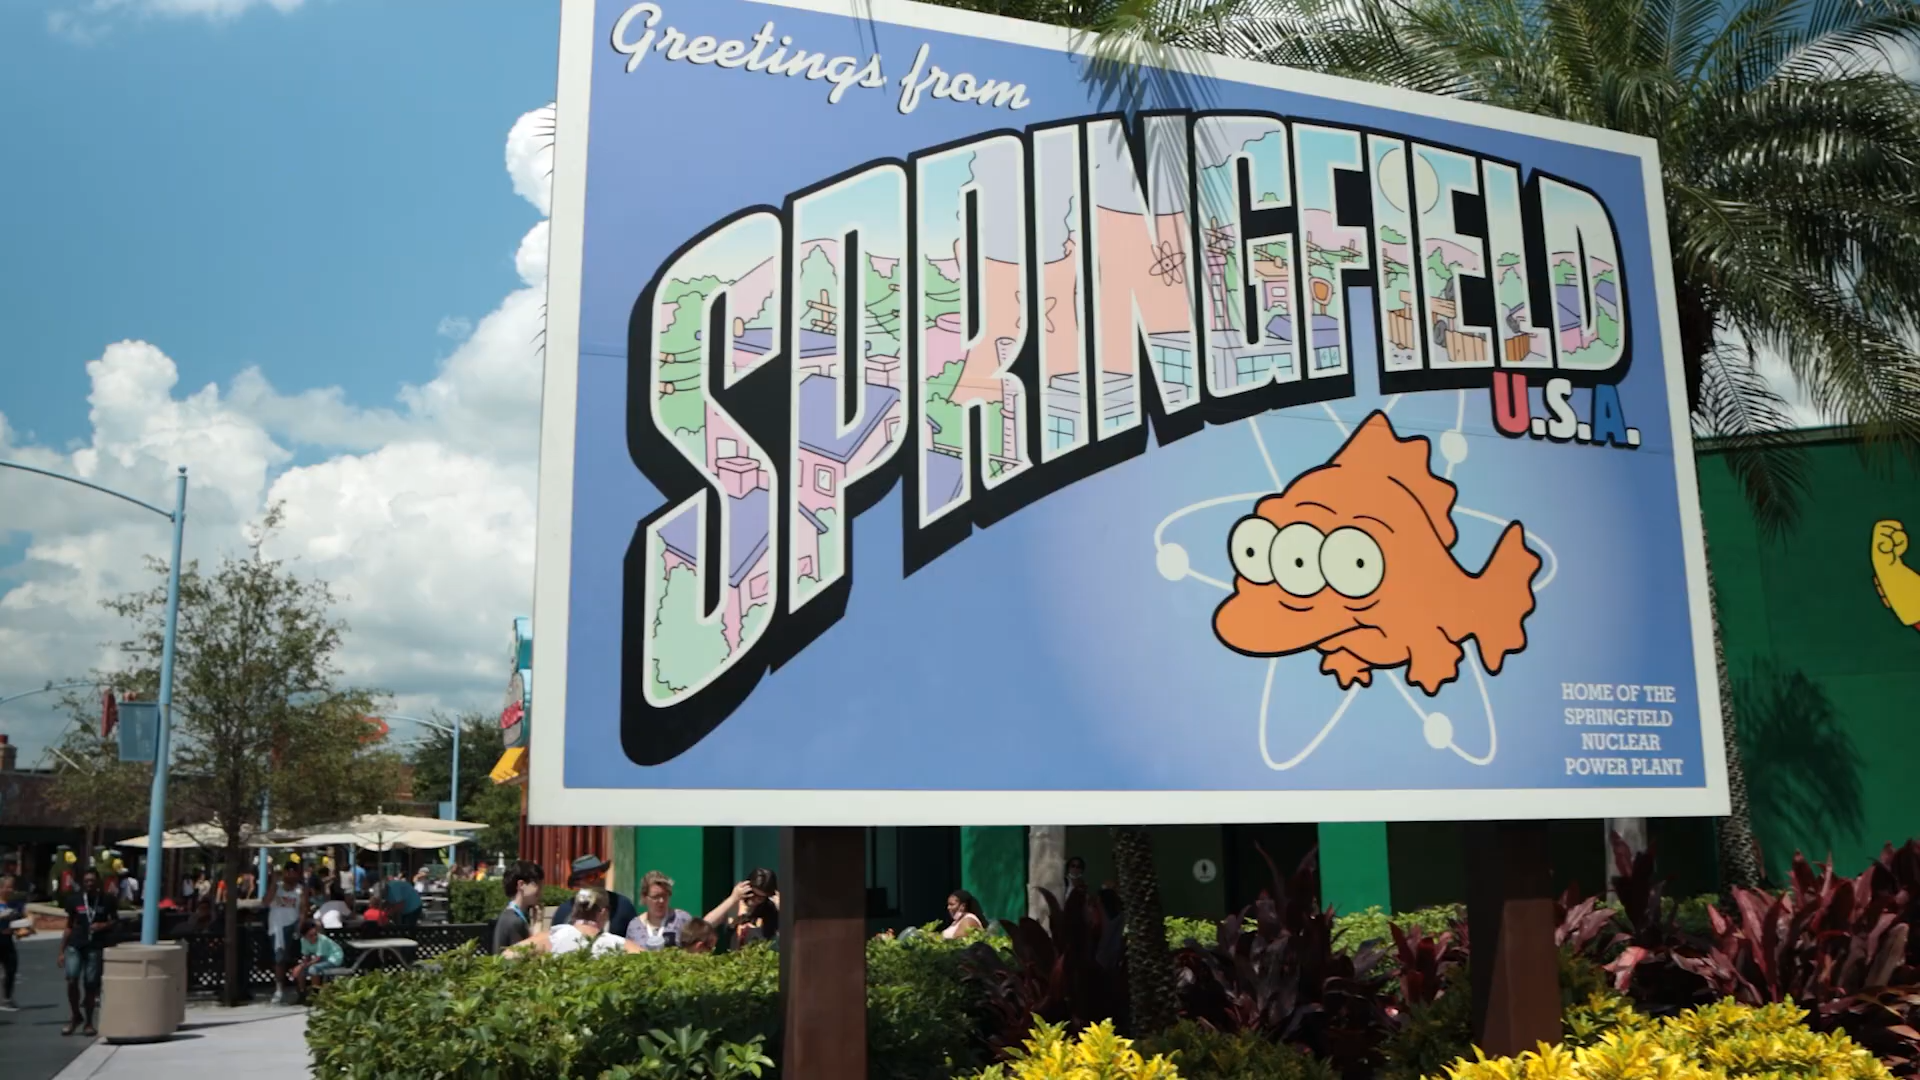 Greetings from
SPRINGFIELD
U.S.A.
HOME OF THE
SPRINGFIELD
NUCLEAR
POWER PLANT